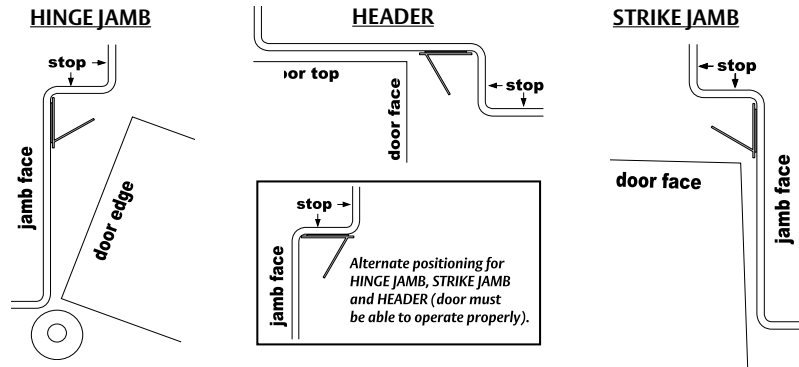 HINGE JAMB
stop
jamb face
door edge
HEADER
oor top
door face
stop
stop
jamb face
Alternate positioning for
HINGE JAMB, STRIKE JAMB
and HEADER (door must
be able to operate properly).
STRIKE JAMB
stop
door face
jamb face